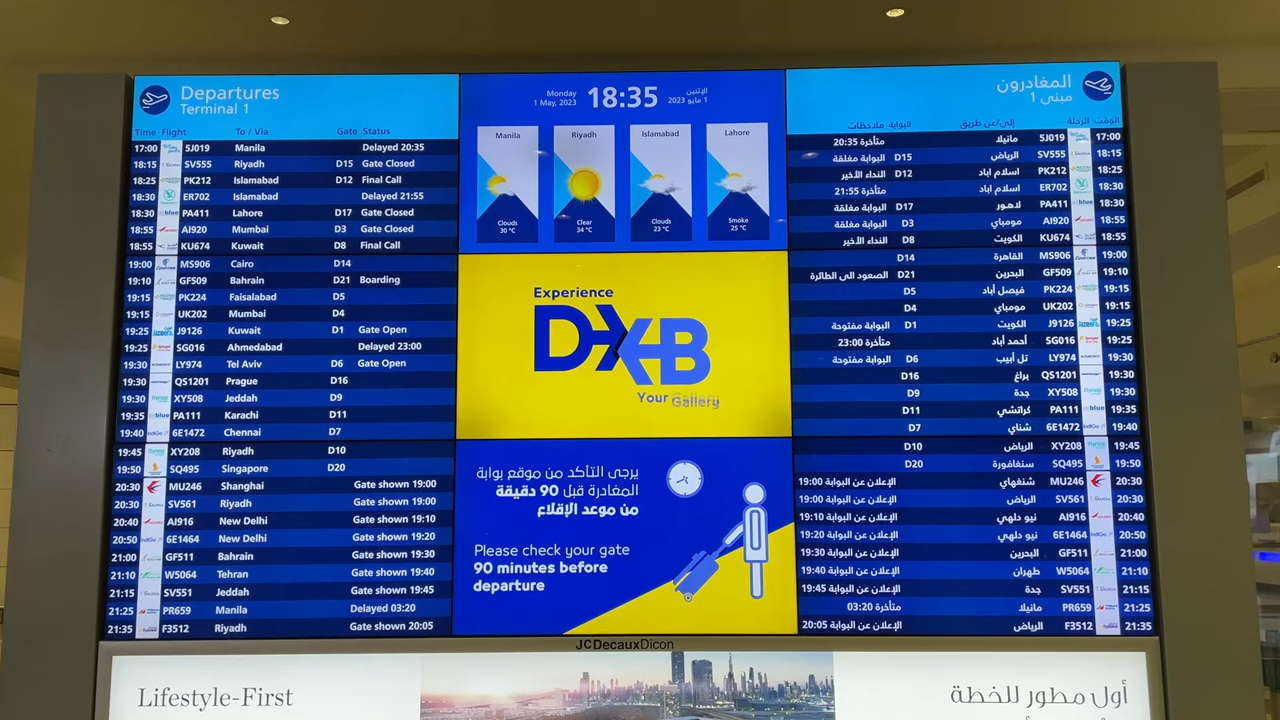 Departures
Terminal 1
Time Flight To / Via Gate Status
17:00 5J019 Manila Delayed 20:35
18:15 SV555 Riyadh D15 Gate Closed
18:25 PK212 Islamabad D12 Final Call
18:30 ER702 Islamabad Delayed 21:55
18:30 PA411 Lahore D17 Gate Closed
18:55 AI920 Mumbai D3 Gate Closed
18:55 KU674 Kuwait D8 Final Call
19:00 MS906 Cairo D14
19:10 GF509 Bahrain D21 Boarding
19:15 PK224 Faisalabad D5
19:15 UK202 Mumbai D4
19:25 J9126 Kuwait D1 Gate Open
19:25 SG016 Ahmedabad Delayed 23:00
19:30 LY974 Tel Aviv D6 Gate Open
19:30 QS1201 Prague D16
19:30 XY508 Jeddah D9
19:35 PA111 Karachi D11
19:40 6E1472 Chennai D7
19:45 XY208 Riyadh D10
19:50 SQ495 Singapore D20
20:30 MU246 Shanghai Gate shown 19:00
20:30 SV561 Riyadh Gate shown 19:00
20:40 AI916 New Delhi Gate shown 19:10
20:50 6E1464 New Delhi Gate shown 19:20
21:00 GF511 Bahrain Gate shown 19:30
21:10 W5064 Tehran Gate shown 19:40
21:15 SV551 Jeddah Gate shown 19:45
21:25 PR659 Manila Delayed 03:20
21:35 F3512 Riyadh Gate shown 20:05
Monday
1 May, 2023
18:35
الإثنين
1 مايو 2023
Manila Riyadh Islamabad Lahore
Clouds Clear Clouds Smoke
30 °C 34 °C 23 °C 25 °C
Experience
DXB
Your Gallery
يرجى التأكد من موقع بوابة
المغادرة قبل 90 دقيقة
من موعد الإقلاع
Please check your gate
90 minutes before
departure
المغادرون
مبنى 1
الوقت الرحلة إلى/عن طريق البوابة ملاحظات
17:00 5J019 مانيلا متأخرة 20:35
18:15 SV555 الرياض D15 البوابة مغلقة
18:25 PK212 اسلام اباد D12 النداء الأخير
18:30 ER702 اسلام اباد متأخرة 21:55
18:30 PA411 لاهور D17 البوابة مغلقة
18:55 AI920 مومباي D3 البوابة مغلقة
18:55 KU674 الكويت D8 النداء الأخير
19:00 MS906 القاهرة D14
19:10 GF509 البحرين D21 الصعود الى الطائرة
19:15 PK224 فيصل أباد D5
19:15 UK202 مومباي D4
19:25 J9126 الكويت D1 البوابة مفتوحة
19:25 SG016 أحمد أباد متأخرة 23:00
19:30 LY974 تل أبيب D6 البوابة مفتوحة
19:30 QS1201 براغ D16
19:30 XY508 جدة D9
19:35 PA111 كراتشي D11
19:40 6E1472 شناي D7
19:45 XY208 الرياض D10
19:50 SQ495 سنغافورة D20
20:30 MU246 شنغهاي الإعلان عن البوابة 19:00
20:30 SV561 الرياض الإعلان عن البوابة 19:00
20:40 AI916 نيو دلهي الإعلان عن البوابة 19:10
20:50 6E1464 نيو دلهي الإعلان عن البوابة 19:20
21:00 GF511 البحرين الإعلان عن البوابة 19:30
21:10 W5064 طهران الإعلان عن البوابة 19:40
21:15 SV551 جدة الإعلان عن البوابة 19:45
21:25 PR659 مانيلا متأخرة 03:20
21:35 F3512 الرياض الإعلان عن البوابة 20:05
JCDecauxDicon
Lifestyle-First
أول مطور للخطة